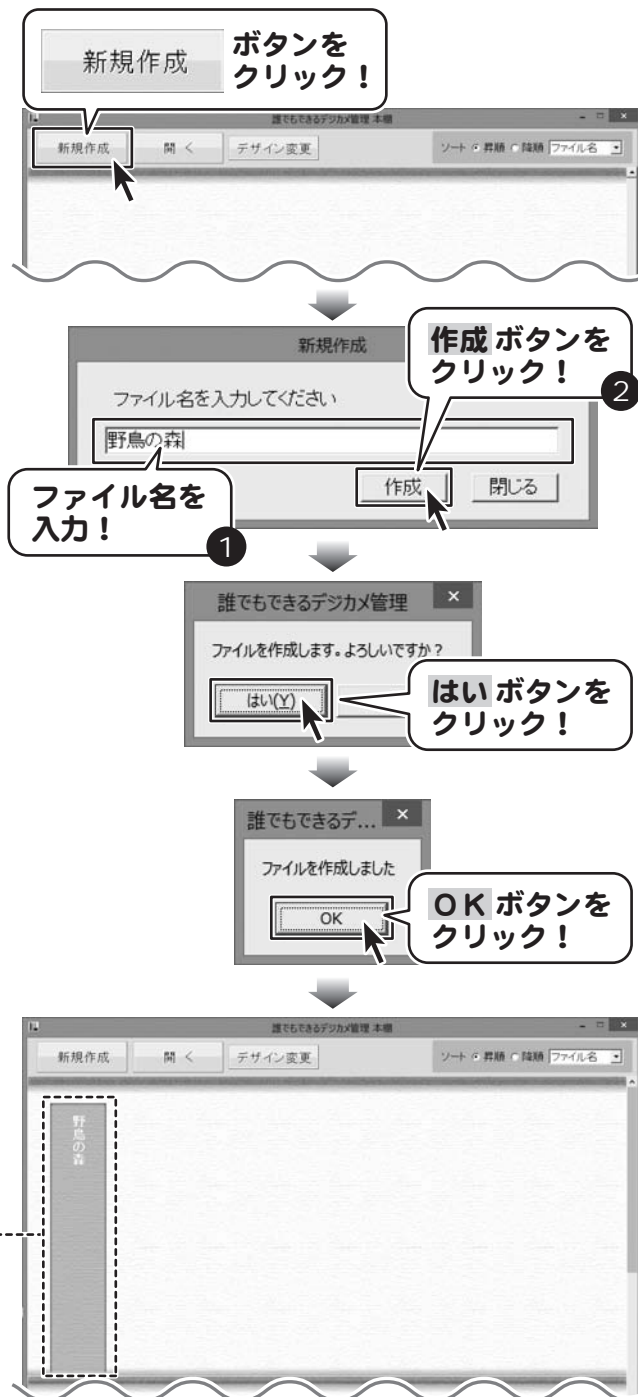 新規作成
ボタンを
クリック！
誰でもできるデジカメ管理 本棚
新規作成 開く デザイン変更 ソート 昇順 降順 ファイル名
新規作成
作成 ボタンを
クリック！
2
ファイル名を入力してください
野鳥の森
作成 閉じる
ファイル名を
入力！
1
誰でもできるデジカメ管理
ファイルを作成します。よろしいですか？
はい(Y)
はい ボタンを
クリック！
誰でもできるデ...
ファイルを作成しました
OK
ＯＫ ボタンを
クリック！
誰でもできるデジカメ管理 本棚
新規作成 開く デザイン変更 ソート 昇順 降順 ファイル名
野鳥の森